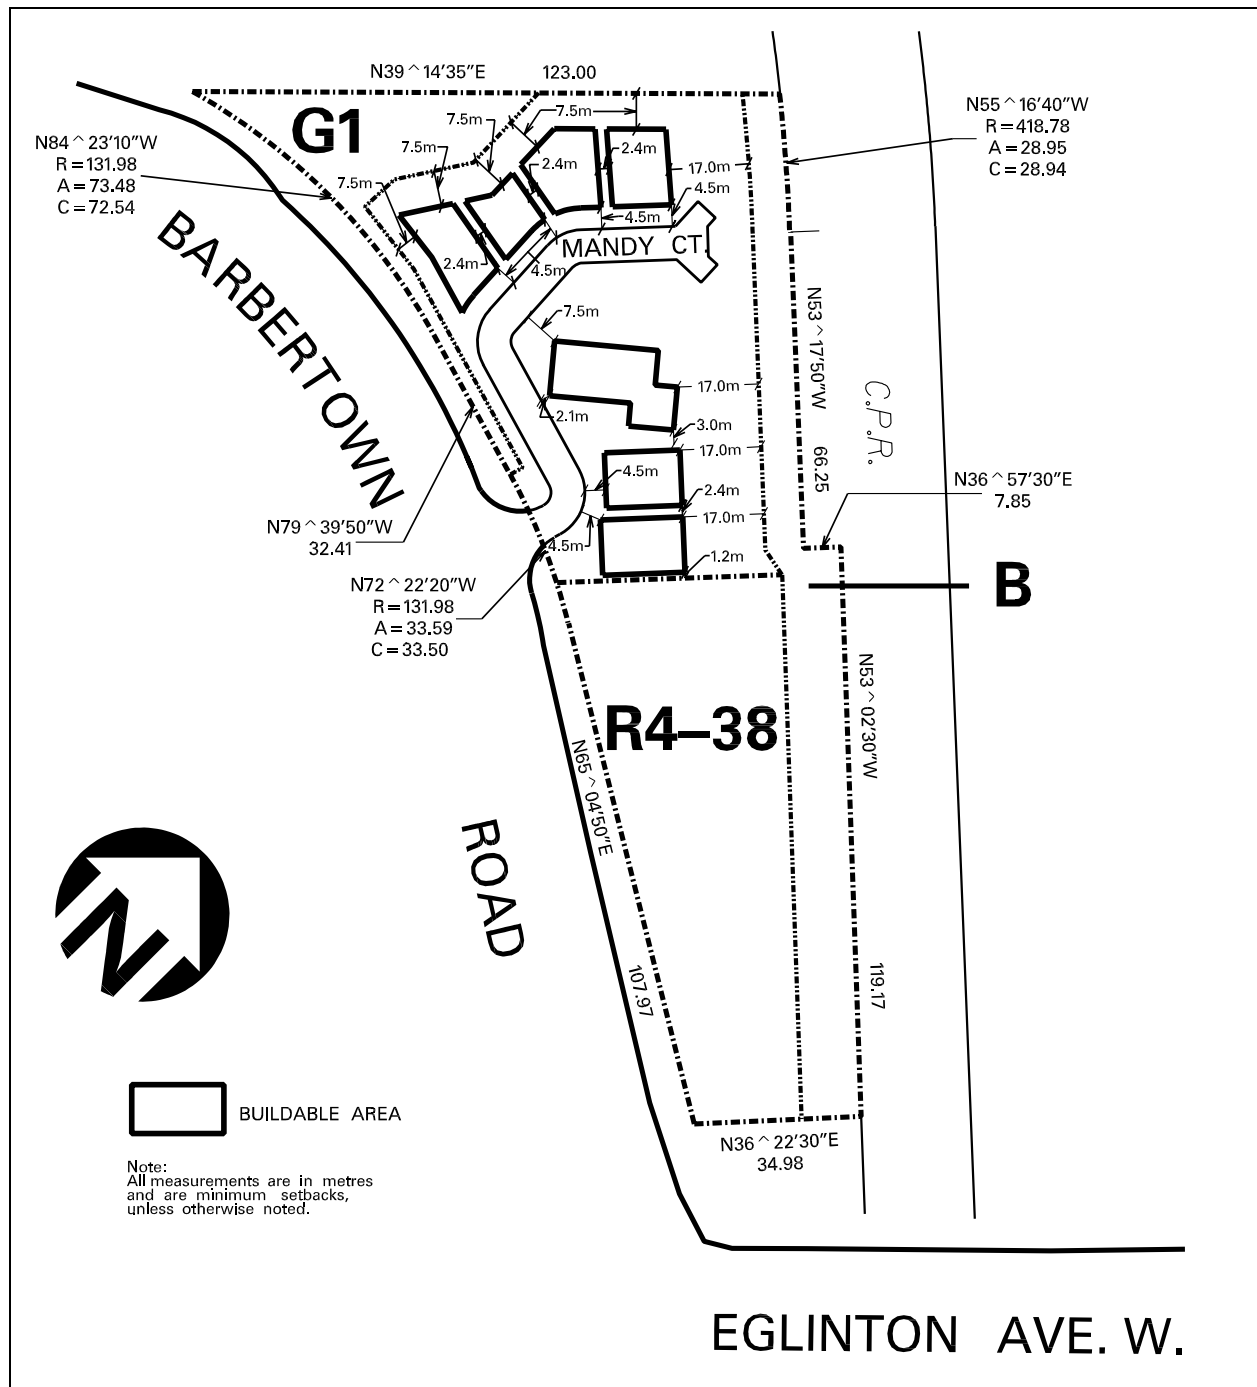 N39^14'35"E 123.00
G1
N84^23'10"W
R=131.98
A=73.48
C=72.54
N55^16'40"W
R=418.78
A=28.95
C=28.94
7.5m
7.5m
7.5m
7.5m
2.4m
2.4m
17.0m
4.5m
4.5m
MANDY CT.
2.4m
4.5m
BARBERTOWN
7.5m
N53^17'50"W 66.25
C.P.R.
17.0m
2.1m
3.0m
17.0m
4.5m
2.4m
17.0m
4.5m
1.2m
N36^57'30"E
7.85
N79^39'50"W
32.41
N72^22'20"W
R=131.98
A=33.59
C=33.50
B
R4–38
N65^04'50"E
107.97
N53^02'30"W
119.17
ROAD
N
BUILDABLE AREA
Note:
All measurements are in metres
and are minimum setbacks,
unless otherwise noted.
N36^22'30"E
34.98
EGLINTON AVE. W.